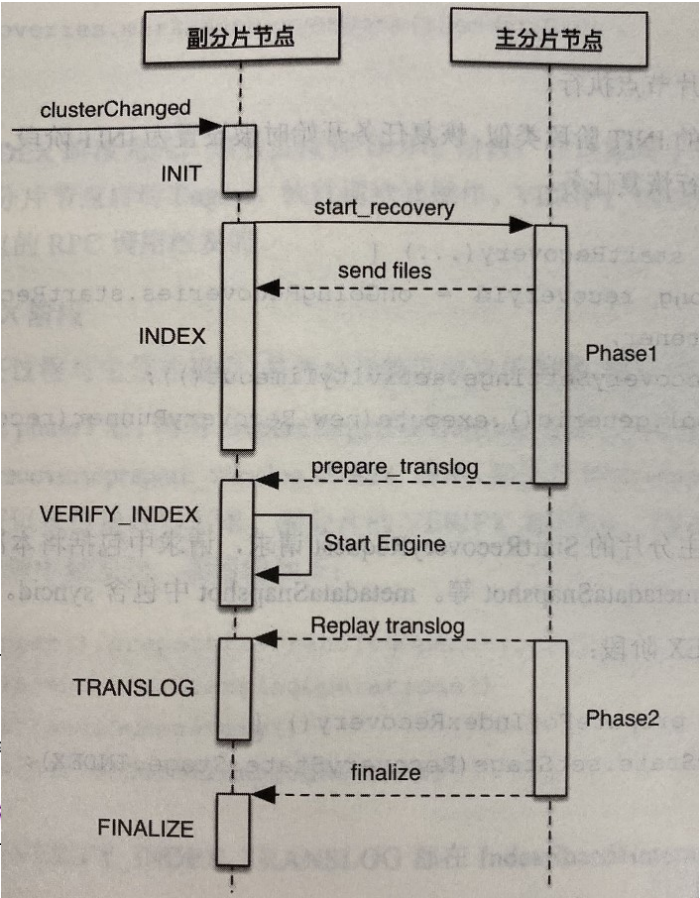 副分片节点 主分片节点
clusterChanged
INIT
start_recovery
send files
INDEX
Phase1
prepare_translog
VERIFY_INDEX
Start Engine
Replay translog
TRANSLOG
Phase2
finalize
FINALIZE